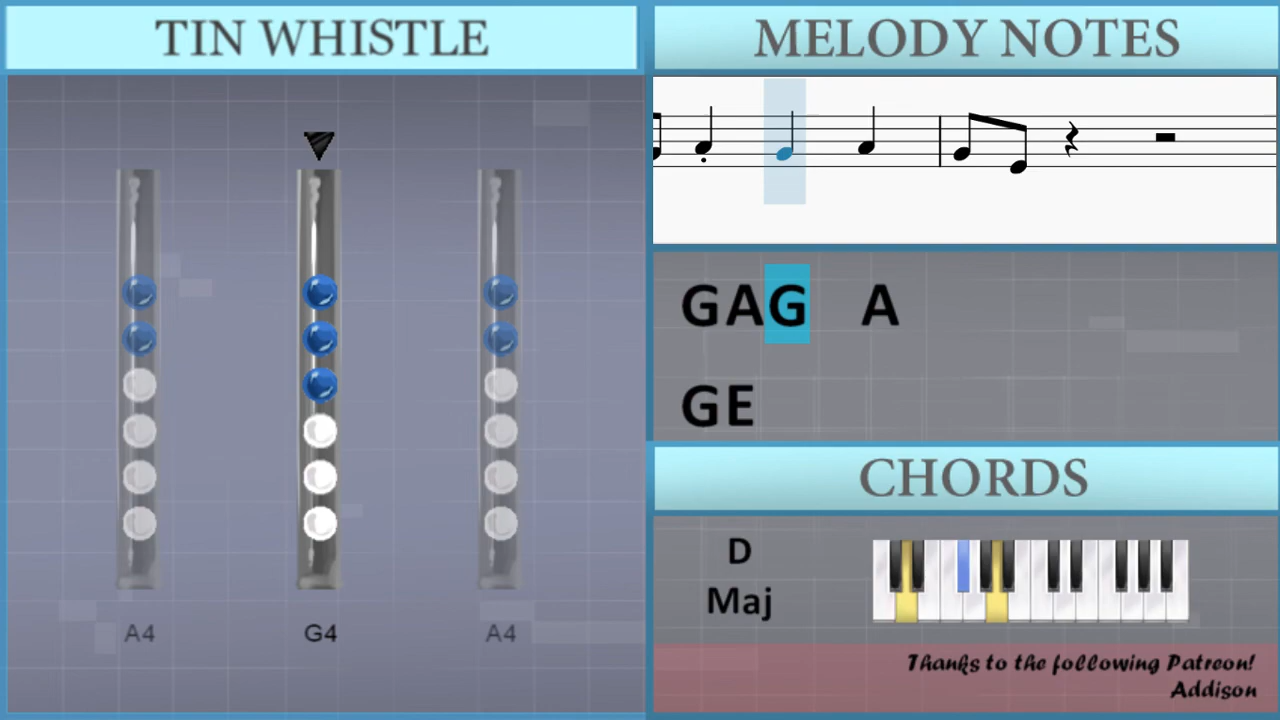 TIN WHISTLE
A4 G4 A4
MELODY NOTES
GAG A
GE
CHORDS
D
Maj
Thanks to the following Patreon!
Addison